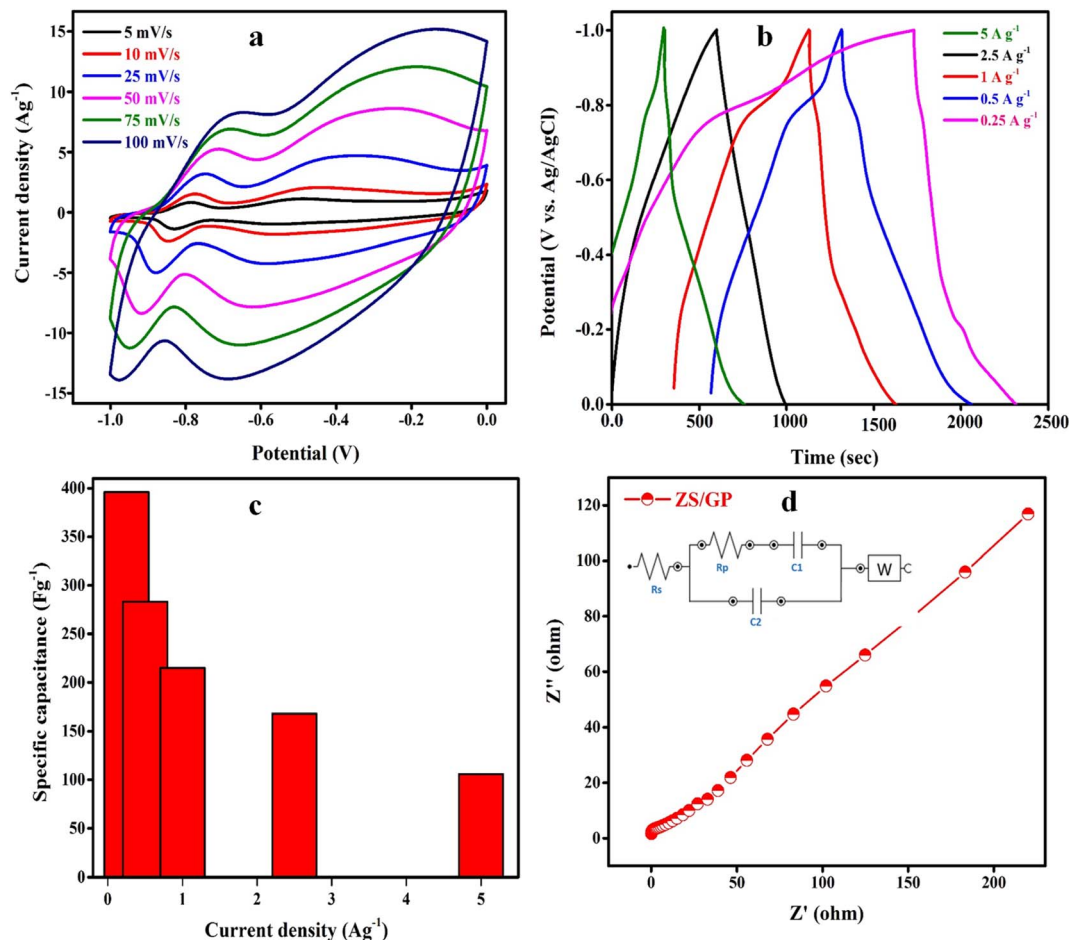 a
5 mV/s
10 mV/s
25 mV/s
50 mV/s
75 mV/s
100 mV/s
15
10
5
0
-5
-10
-15
Current density (Ag⁻¹)
-1.0
-0.8
-0.6
-0.4
-0.2
0.0
Potential (V)
b
5 A g⁻¹
2.5 A g⁻¹
1 A g⁻¹
0.5 A g⁻¹
0.25 A g⁻¹
-1.0
-0.8
-0.6
-0.4
-0.2
0.0
Potential (V vs. Ag/AgCl)
0
500
1000
1500
2000
2500
Time (sec)
c
400
350
300
250
200
150
100
50
0
Specific capacitance (Fg⁻¹)
0
1
2
3
4
5
Current density (Ag⁻¹)
ZS/GP
d
Rs
Rp
C1
C2
W
120
100
80
60
40
20
0
Z'' (ohm)
0
50
100
150
200
Z' (ohm)